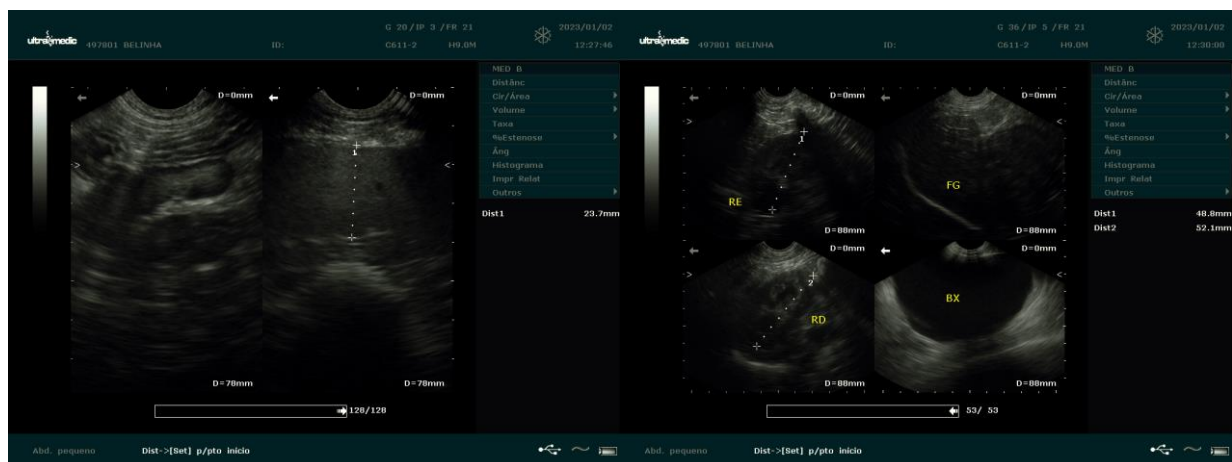 G 20/IP 3 /FR 21 2023/01/02
ultramedic 497801 BELINHA ID: C611-2 H9.0M 12:27:46
MED B
Distânc
Cir/Área
Volume
Taxa
%Estenose
Âng
Histograma
Impr Relat
Outros
Dist1 23.7mm
D=0mm D=0mm
1
D=78mm D=78mm
128/128
Abd. pequeno Dist->[Set] p/pto início
G 36/IP 5 /FR 21 2023/01/02
ultramedic 497801 BELINHA ID: C611-2 H9.0M 12:30:00
MED B
Distânc
Cir/Área
Volume
Taxa
%Estenose
Âng
Histograma
Impr Relat
Outros
Dist1 48.8mm
Dist2 52.1mm
D=0mm D=0mm
1
RE FG
D=88mm D=88mm
D=0mm D=0mm
2
RD BX
D=88mm D=88mm
53/ 53
Abd. pequeno Dist->[Set] p/pto início